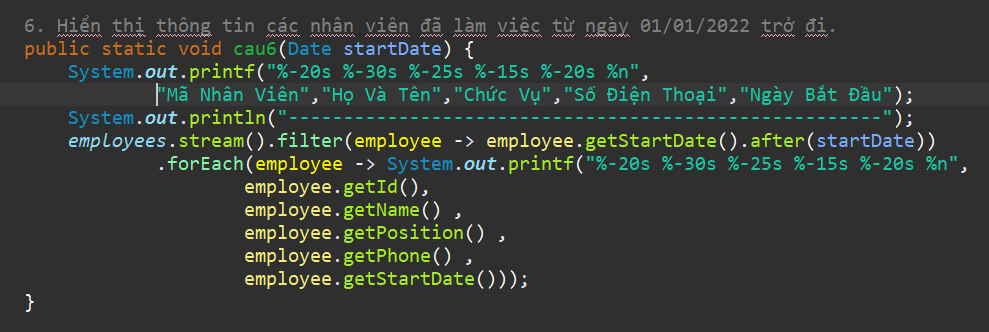 6. Hiển thị thông tin các nhân viên đã làm việc từ ngày 01/01/2022 trở đi.
public static void cau6(Date startDate) {
    System.out.printf("%-20s %-30s %-25s %-15s %-20s %n",
            "Mã Nhân Viên","Họ Và Tên","Chức Vụ","Số Điện Thoại","Ngày Bắt Đầu");
    System.out.println("------------------------------------------------------");
    employees.stream().filter(employee -> employee.getStartDate().after(startDate))
            .forEach(employee -> System.out.printf("%-20s %-30s %-25s %-15s %-20s %n",
                    employee.getId(),
                    employee.getName() ,
                    employee.getPosition() ,
                    employee.getPhone() ,
                    employee.getStartDate()));
}